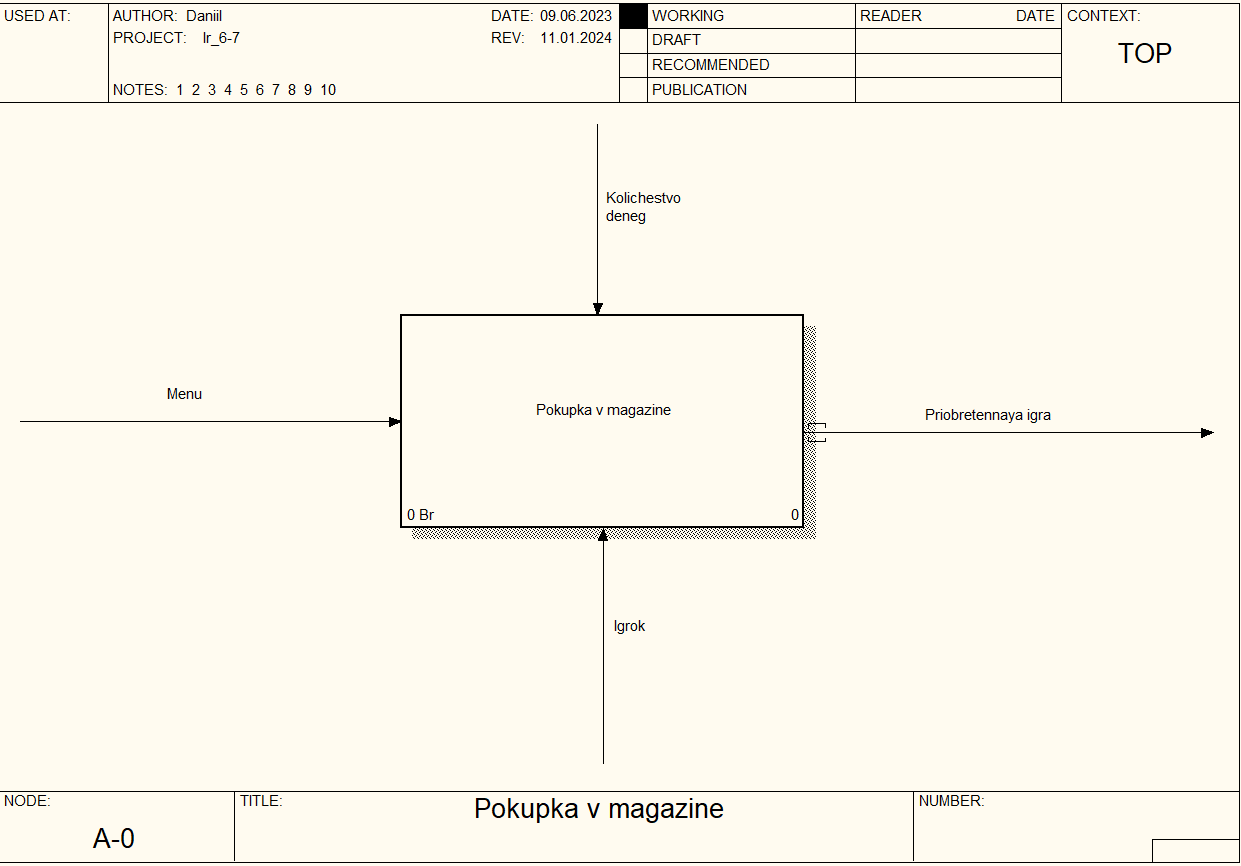 USED AT:
AUTHOR: Daniil
DATE: 09.06.2023
PROJECT: lr_6-7
REV: 11.01.2024
NOTES: 1 2 3 4 5 6 7 8 9 10
WORKING
DRAFT
RECOMMENDED
PUBLICATION
READER DATE
CONTEXT:
TOP
Kolichestvo
deneg
Menu
Pokupka v magazine
Priobretennaya igra
0 Br
0
Igrok
NODE:
A-0
TITLE:
Pokupka v magazine
NUMBER: